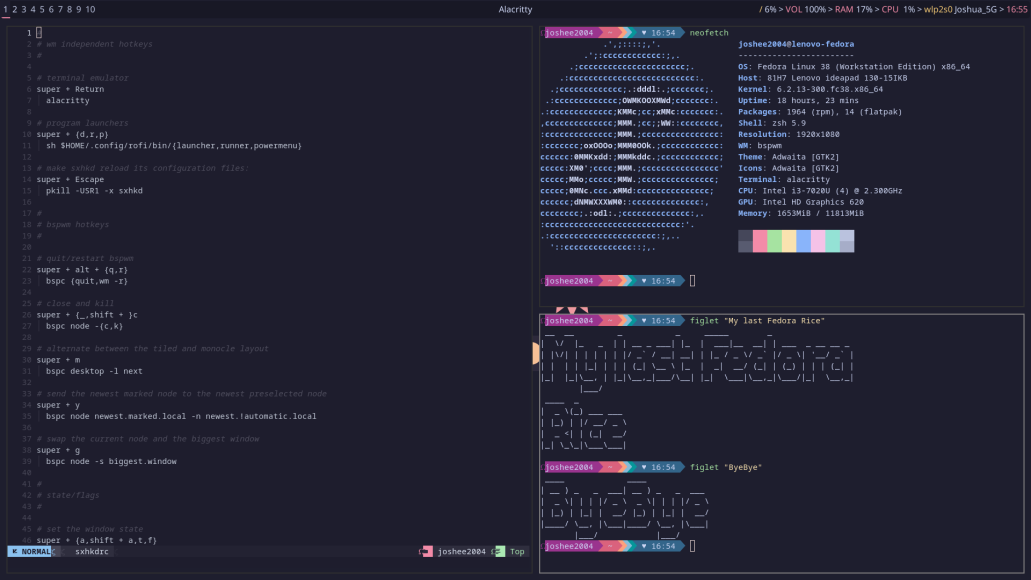 1 2 3 4 5 6 7 8 9 10
Alacritty
/ 6% > VOL 100% > RAM 17% > CPU 1% > wlp2s0 Joshua_5G > 16:55
1
2 # wm independent hotkeys
3 #
4
5 # terminal emulator
6 super + Return
7 alacritty
8
9 # program launchers
10 super + {d,r,p}
11 sh $HOME/.config/rofi/bin/{launcher,runner,powermenu}
12
13 # make sxhkd reload its configuration files:
14 super + Escape
15 pkill -USR1 -x sxhkd
16
17 #
18 # bspwm hotkeys
19 #
20
21 # quit/restart bspwm
22 super + alt + {q,r}
23 bspc {quit,wm -r}
24
25 # close and kill
26 super + {_,shift + }c
27 bspc node -{c,k}
28
29 # alternate between the tiled and monocle layout
30 super + m
31 bspc desktop -l next
32
33 # send the newest marked node to the newest preselected node
34 super + y
35 bspc node newest.marked.local -n newest.!automatic.local
36
37 # swap the current node and the biggest window
38 super + g
39 bspc node -s biggest.window
40
41 #
42 # state/flags
43 #
44
45 # set the window state
46 super + {a,shift + a,t,f}
NORMAL sxhkdrc joshee2004 Top
joshee2004 ~ ♥ 16:54 neofetch
joshee2004@lenovo-fedora
------------------------
OS: Fedora Linux 38 (Workstation Edition) x86_64
Host: 81H7 Lenovo ideapad 130-15IKB
Kernel: 6.2.13-300.fc38.x86_64
Uptime: 18 hours, 23 mins
Packages: 1964 (rpm), 14 (flatpak)
Shell: zsh 5.9
Resolution: 1920x1080
WM: bspwm
Theme: Adwaita [GTK2]
Icons: Adwaita [GTK2]
Terminal: alacritty
CPU: Intel i3-7020U (4) @ 2.300GHz
GPU: Intel HD Graphics 620
Memory: 1653MiB / 11813MiB
joshee2004 ~ ♥ 16:54
joshee2004 ~ ♥ 16:54 figlet "My last Fedora Rice"
My last Fedora
Rice
joshee2004 ~ ♥ 16:54 figlet "ByeBye"
ByeBye
joshee2004 ~ ♥ 16:54